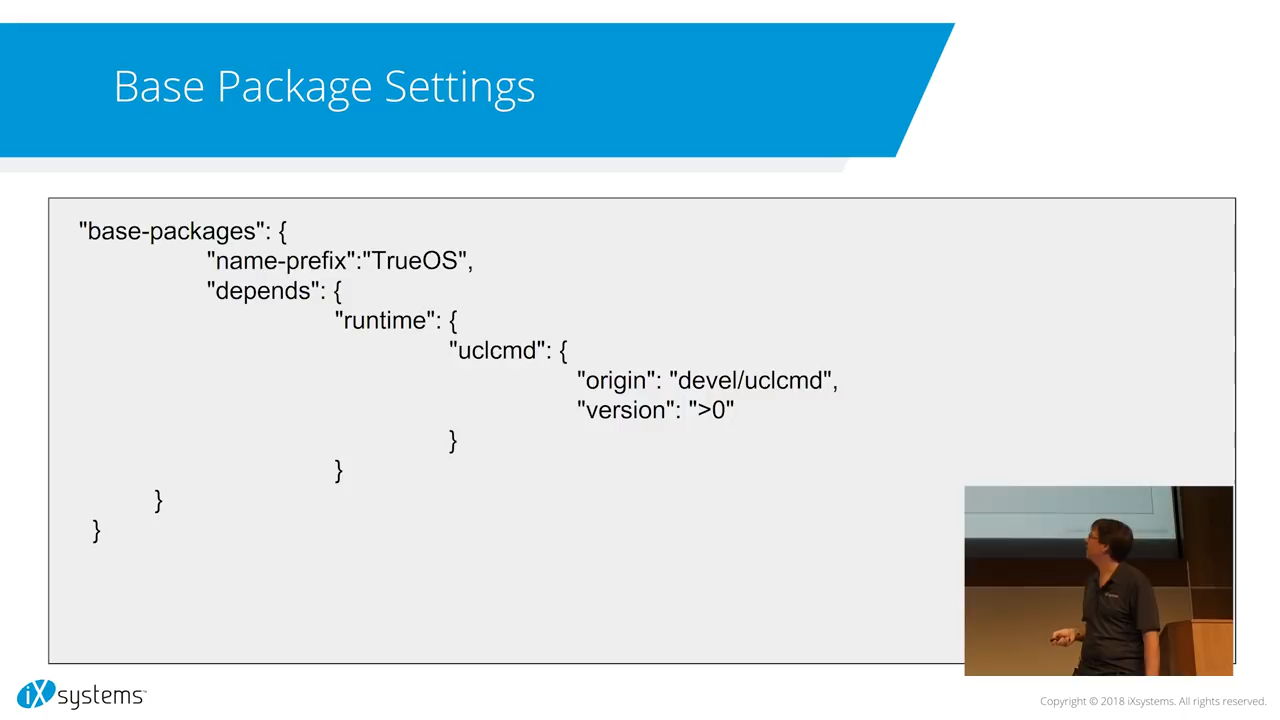 Base Package Settings
"base-packages": {
"name-prefix":"TrueOS",
"depends": {
"runtime": {
"uclcmd": {
"origin": "devel/uclcmd",
"version": ">0"
}
}
}
}
iXsystems™
Copyright © 2018 iXsystems. All rights reserved.